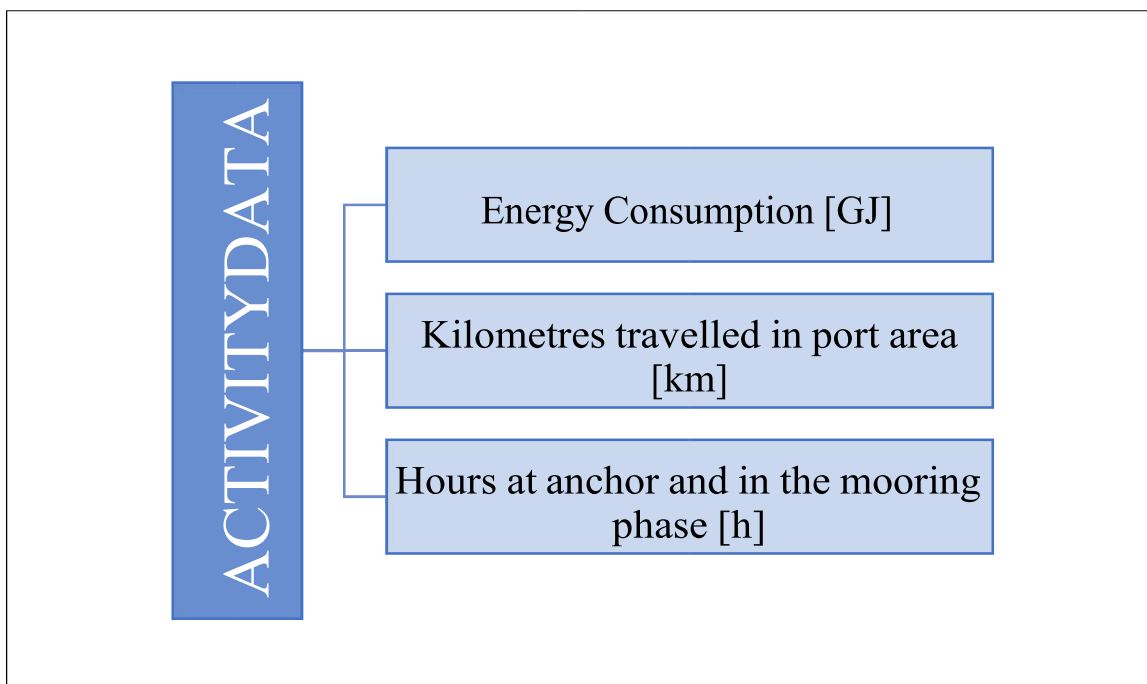 ACTIVITYDATA
Energy Consumption [GJ]
Kilometres travelled in port area
[km]
Hours at anchor and in the mooring
phase [h]